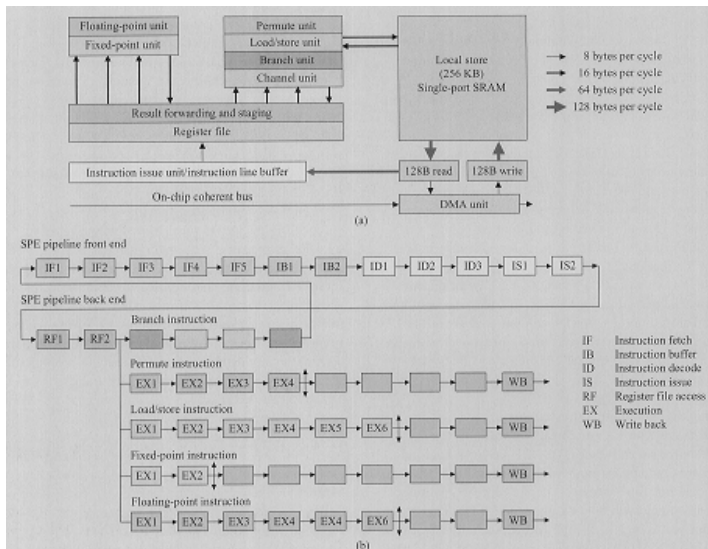 Floating-point unit
Fixed-point unit
Permute unit
Load/store unit
Branch unit
Channel unit
Local store
(256 KB)
Single-port SRAM
8 bytes per cycle
16 bytes per cycle
64 bytes per cycle
128 bytes per cycle
Result forwarding and staging
Register file
Instruction issue unit/instruction line buffer
128B read
128B write
On-chip coherent bus
DMA unit
(a)
SPE pipeline front end
IF1 IF2 IF3 IF4 IF5 IB1 IB2 ID1 ID2 ID3 IS1 IS2
SPE pipeline back end
Branch instruction
RF1 RF2
Permute instruction
EX1 EX2 EX3 EX4 WB
Load/store instruction
EX1 EX2 EX3 EX4 EX5 EX6 WB
Fixed-point instruction
EX1 EX2 WB
Floating-point instruction
EX1 EX2 EX3 EX4 EX4 EX6 WB
IF Instruction fetch
IB Instruction buffer
ID Instruction decode
IS Instruction issue
RF Register file access
EX Execution
WB Write back
(b)